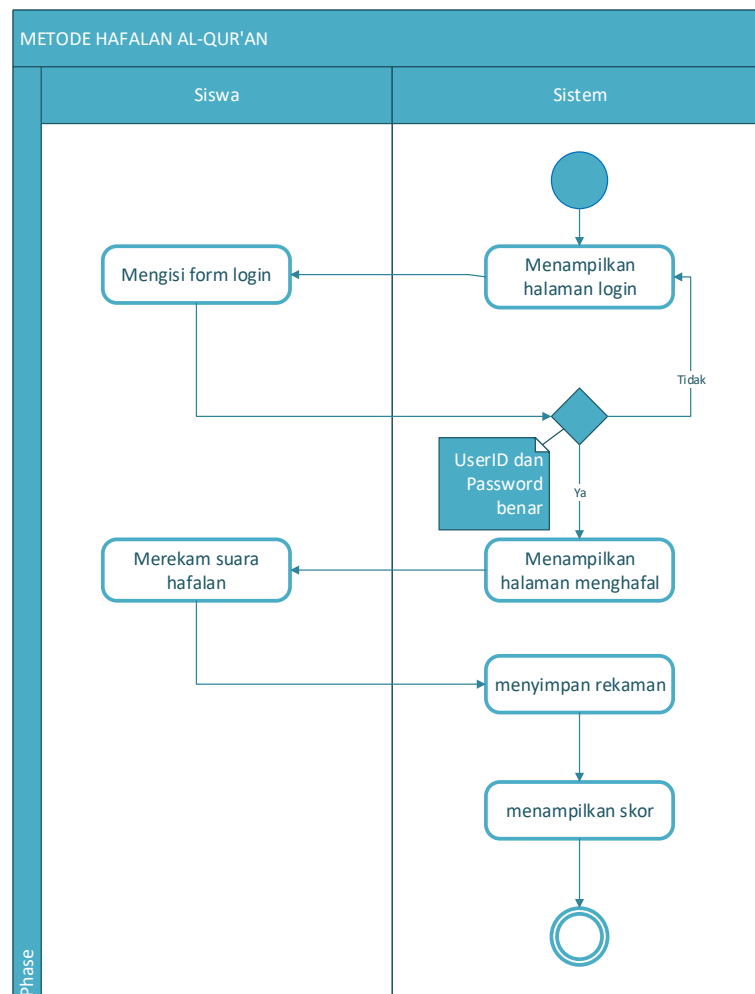 METODE HAFALAN AL-QUR'AN
Siswa
Sistem
Mengisi form login
Menampilkan
halaman login
Tidak
UserID dan
Password
benar
Ya
Merekam suara
hafalan
Menampilkan
halaman menghafal
menyimpan rekaman
menampilkan skor
Phase